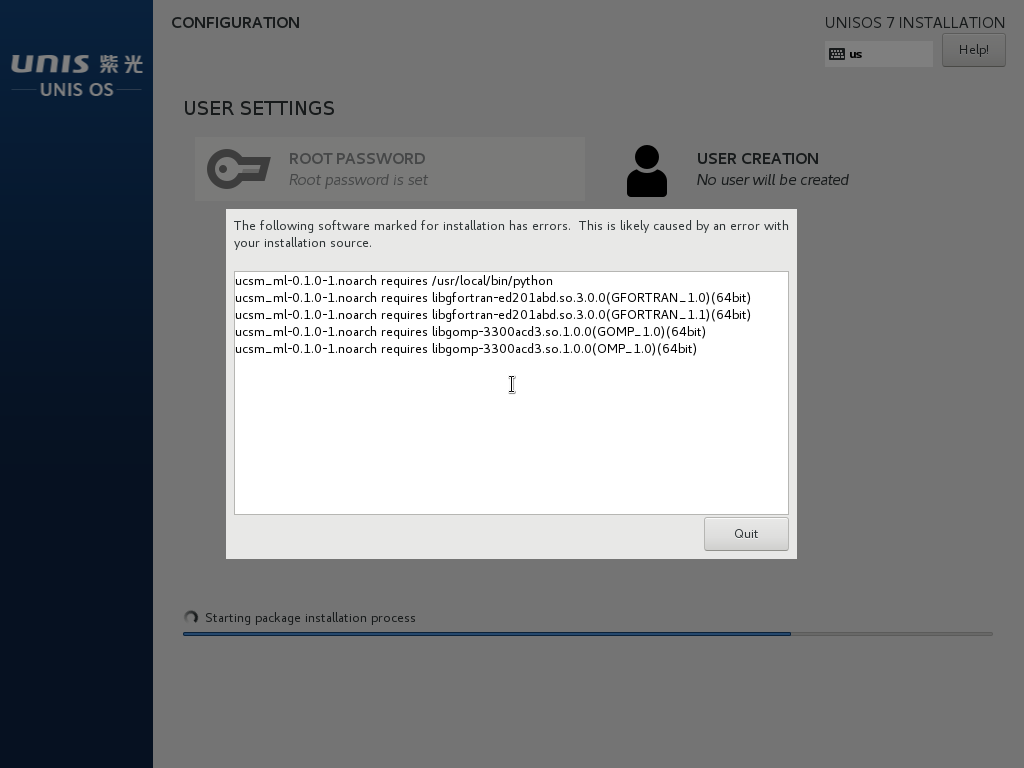 CONFIGURATION
UNISOS 7 INSTALLATION
us
Help!
UNIS 紫光
UNIS OS
USER SETTINGS
ROOT PASSWORD
Root password is set
USER CREATION
No user will be created
The following software marked for installation has errors.  This is likely caused by an error with
your installation source.
ucsm_ml-0.1.0-1.noarch requires /usr/local/bin/python
ucsm_ml-0.1.0-1.noarch requires libgfortran-ed201abd.so.3.0.0(GFORTRAN_1.0)(64bit)
ucsm_ml-0.1.0-1.noarch requires libgfortran-ed201abd.so.3.0.0(GFORTRAN_1.1)(64bit)
ucsm_ml-0.1.0-1.noarch requires libgomp-3300acd3.so.1.0.0(GOMP_1.0)(64bit)
ucsm_ml-0.1.0-1.noarch requires libgomp-3300acd3.so.1.0.0(OMP_1.0)(64bit)
Quit
Starting package installation process